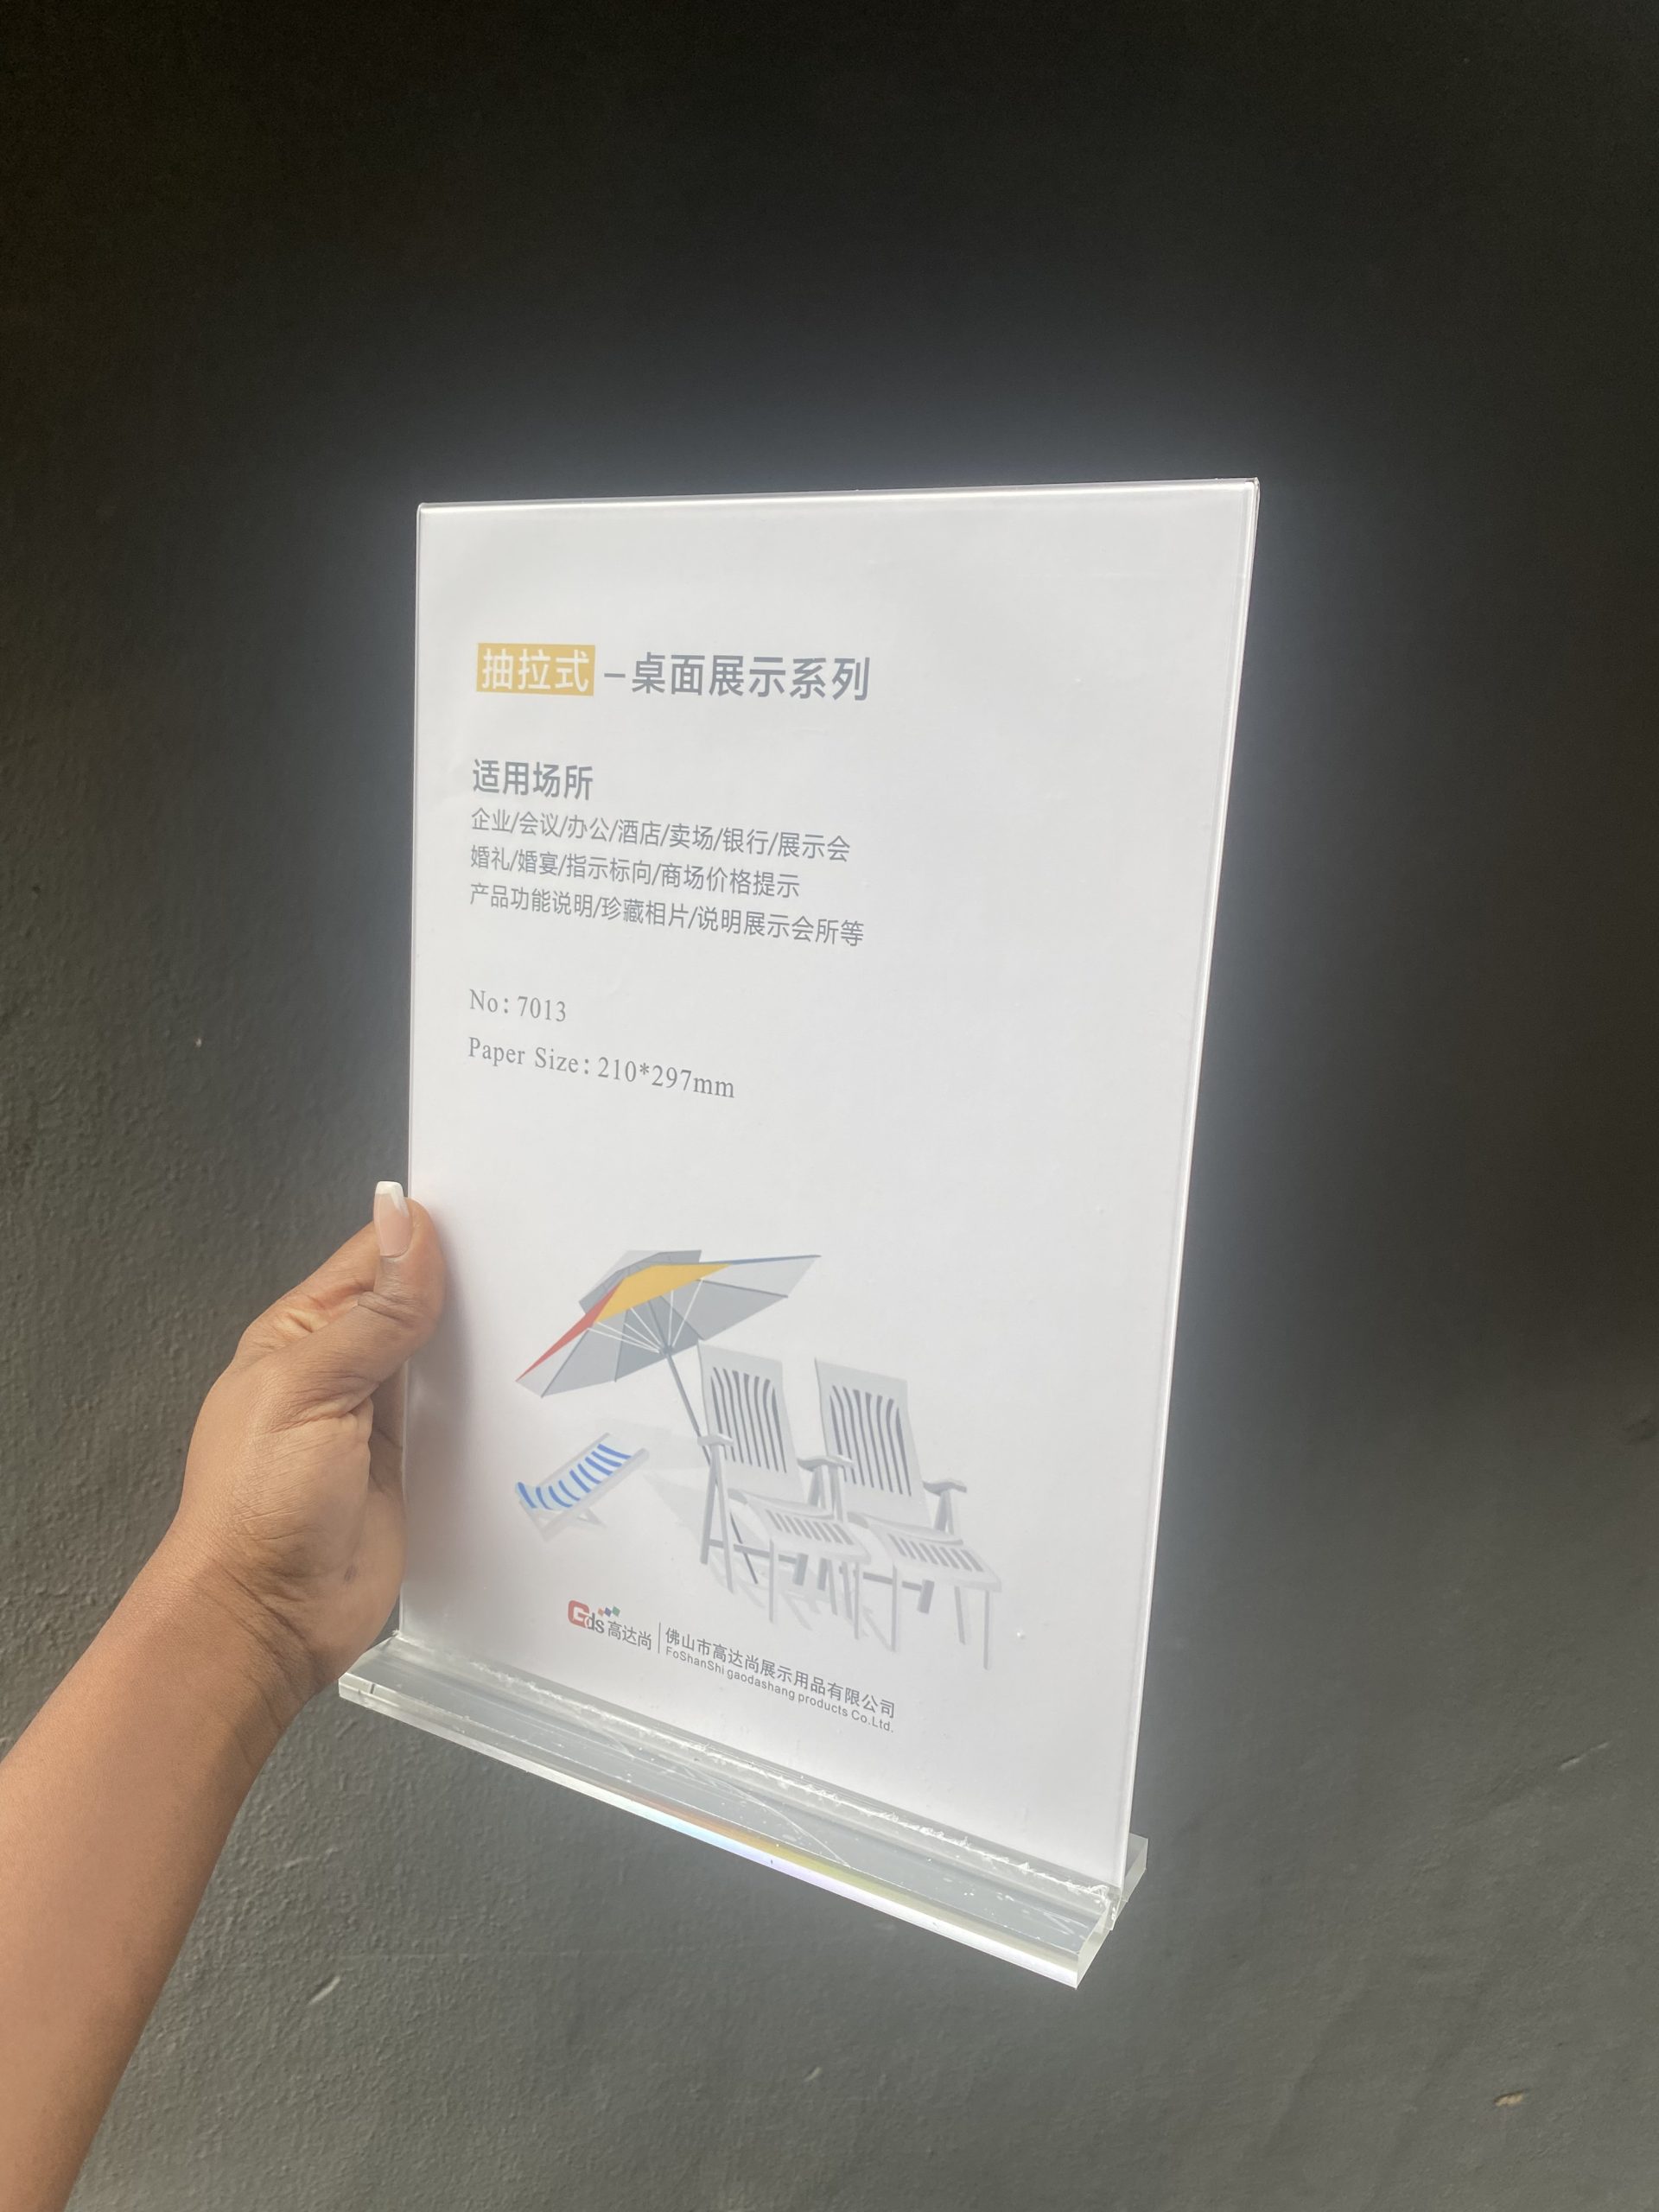 抽拉式 –桌面展示系列
适用场所
企业/会议/办公/酒店/卖场/银行/展示会
婚礼/婚宴/指示标向/商场价格提示
产品功能说明/珍藏相片/说明展示会所等
No: 7013
Paper Size: 210*297mm
Gds高达尚
佛山市高达尚展示用品有限公司
FoShanShi gaodashang products Co.Ltd.